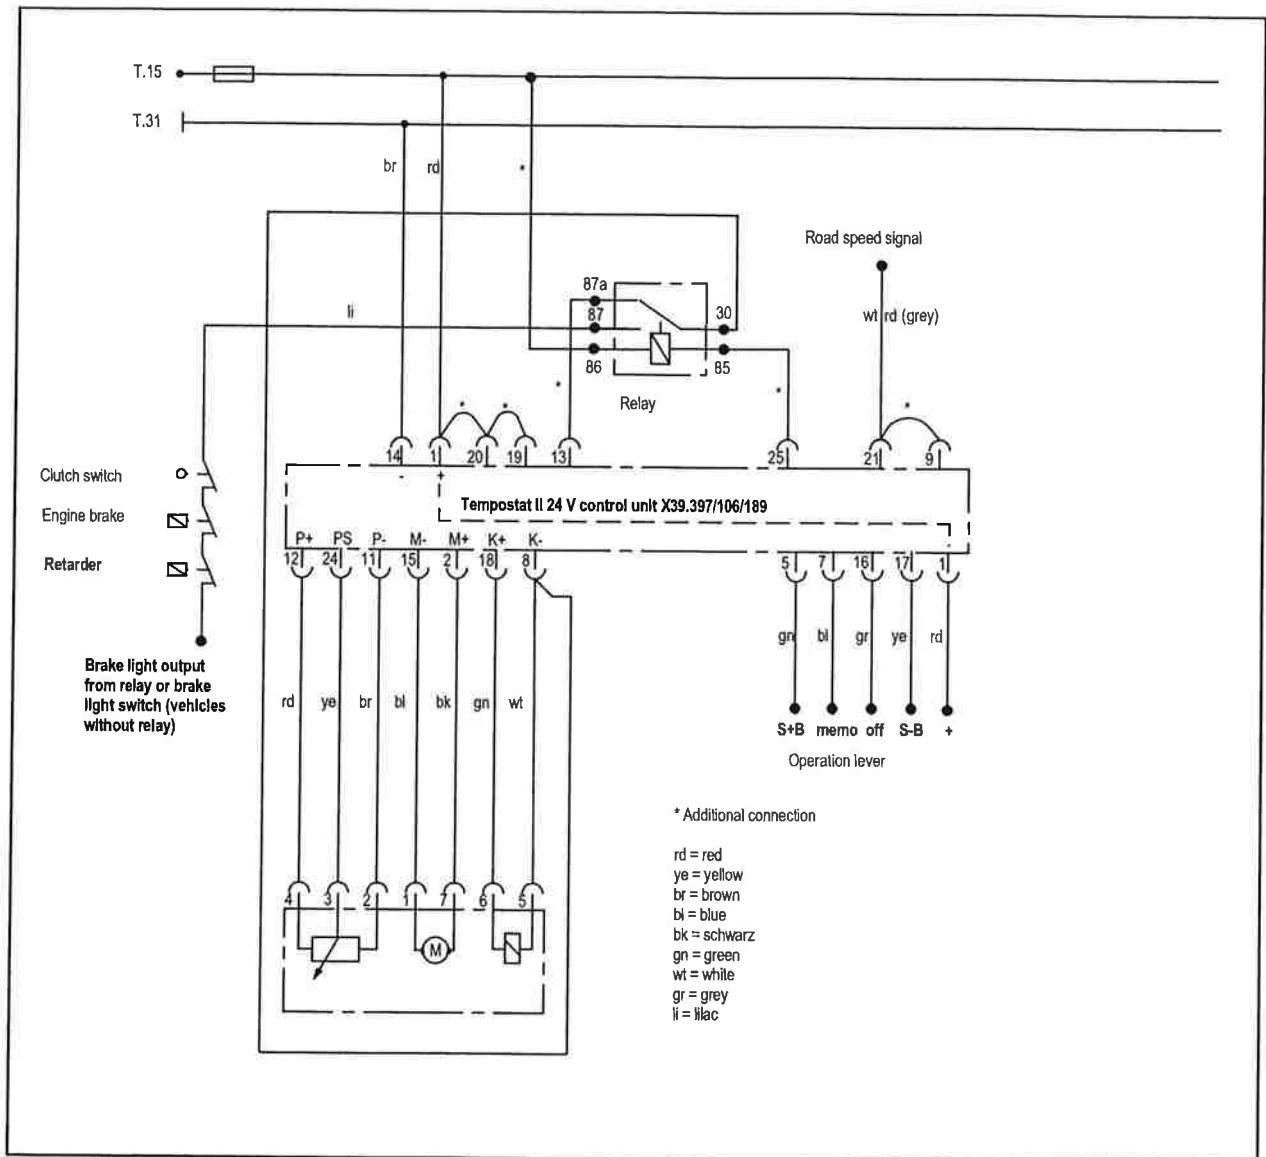 T.15
T.31
br
rd
*
Road speed signal
87a
li
87
30
wt rd (grey)
86
85
*
*
Relay
*
*
*
14
1
20
19
13
25
21
9
-
+
Clutch switch
Engine brake
Retarder
Tempostat II 24 V control unit X39.397/106/189
P+
PS
P-
M-
M+
K+
K-
12
24
11
15
2
18
8
5
7
16
17
1
gn
bl
gr
ye
rd
Brake light output
from relay or brake
light switch (vehicles
without relay)
rd
ye
br
bl
bk
gn
wt
S+B
memo
off
S-B
+
Operation lever
* Additional connection
rd = red
ye = yellow
br = brown
bl = blue
bk = schwarz
gn = green
wt = white
gr = grey
li = lilac
4
3
2
1
7
6
5
M